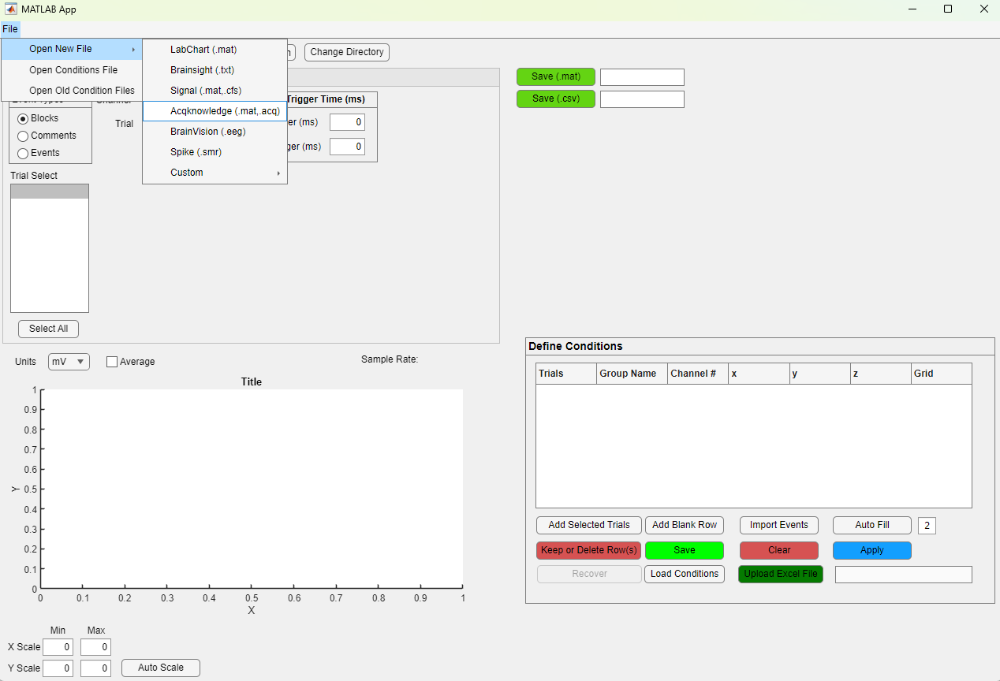 MATLAB App
File
Open New File
Open Conditions File
Open Old Condition Files
LabChart (.mat)
Brainsight (.txt)
Signal (.mat,.cfs)
Acqknowledge (.mat,.acq)
BrainVision (.eeg)
Spike (.smr)
Custom
Change Directory
Save (.mat)
Save (.csv)
Trigger Time (ms)
(ms) 0
(ms) 0
Event Types
Channel
Blocks
Trial
Comments
Events
Trial Select
Select All
Units mV Average Sample Rate:
Title
1
0.9
0.8
0.7
0.6
0.5
0.4
0.3
0.2
0.1
0
Y
0 0.1 0.2 0.3 0.4 0.5 0.6 0.7 0.8 0.9 1
X
Min Max
X Scale 0 0
Y Scale 0 0 Auto Scale
Define Conditions
Trials Group Name Channel # x y z Grid
Add Selected Trials Add Blank Row Import Events Auto Fill 2
Keep or Delete Row(s) Save Clear Apply
Recover Load Conditions Upload Excel File